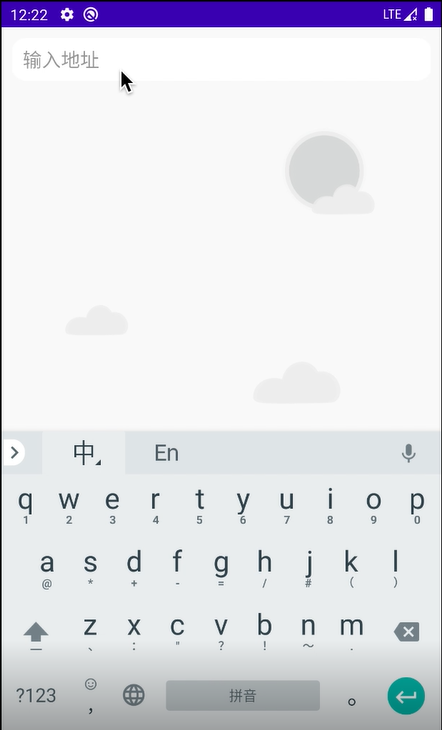 12:22 LTE
输入地址
中 En
q w e r t y u i o p
1 2 3 4 5 6 7 8 9 0
a s d f g h j k l
@ * + - = / # ( )
z x c v b n m
、 : " ? ! ～ .
?123 , 拼音 。